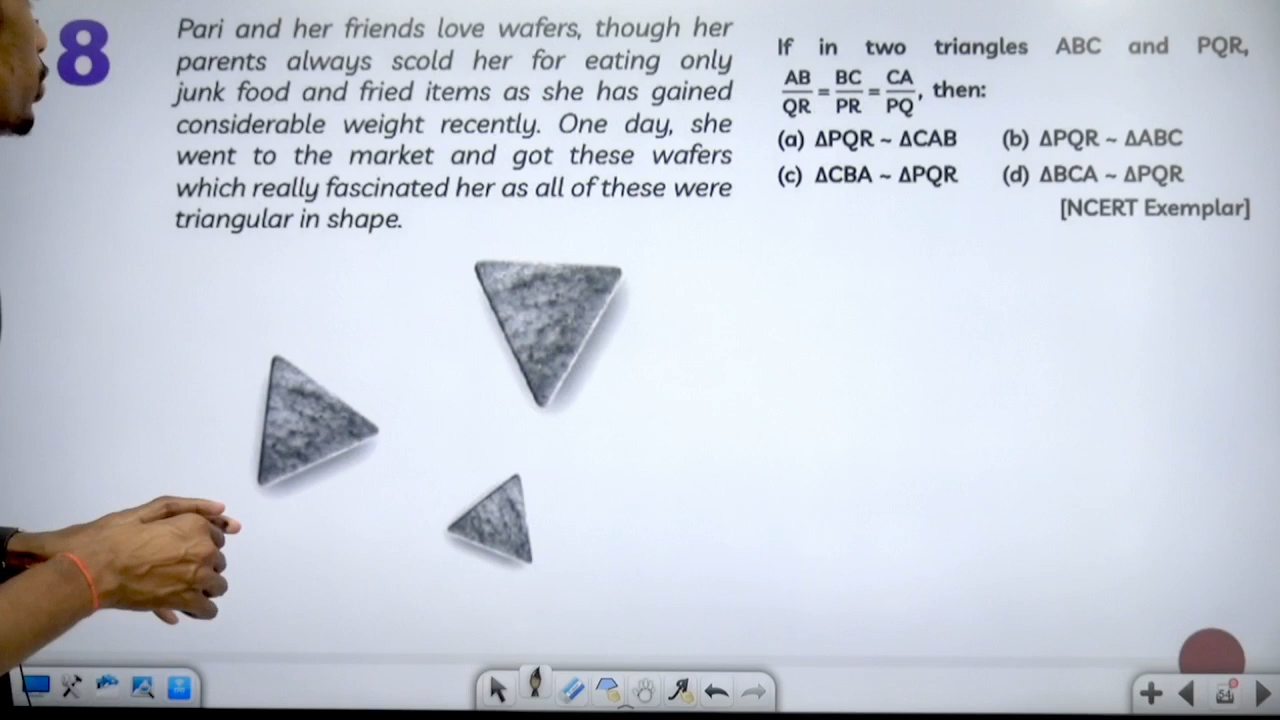 8
Pari and her friends love wafers, though her
parents always scold her for eating only
junk food and fried items as she has gained
considerable weight recently. One day, she
went to the market and got these wafers
which really fascinated her as all of these were
triangular in shape.
If in two triangles ABC and PQR,
AB/QR = BC/PR = CA/PQ, then:
(a) ΔPQR ~ ΔCAB (b) ΔPQR ~ ΔABC
(c) ΔCBA ~ ΔPQR (d) ΔBCA ~ ΔPQR
[NCERT Exemplar]